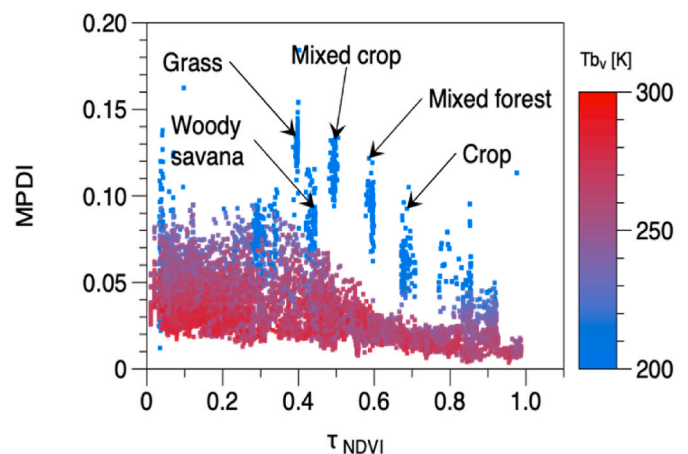 0.20
Tbᵥ [K]
Grass
Mixed crop
300
0.15
Woody
savana
Mixed forest
MPDI
0.10
Crop
250
0.05
0
200
0
0.2
0.4
0.6
0.8
1.0
τ NDVI